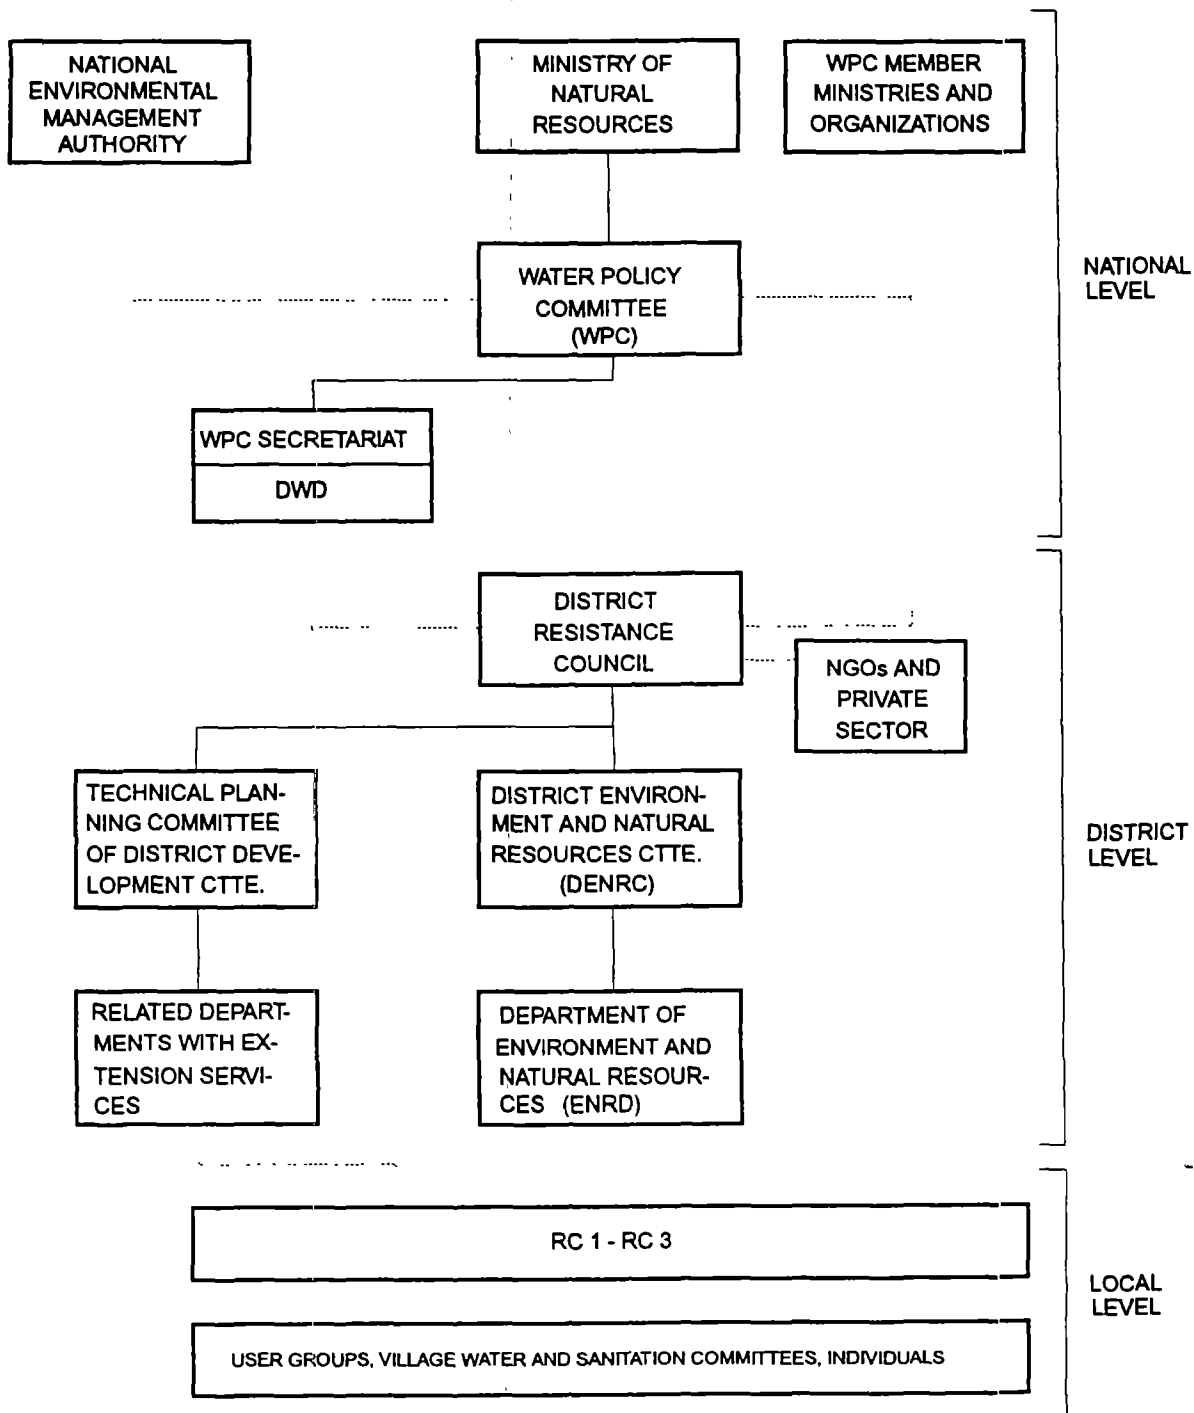 NATIONAL
ENVIRONMENTAL
MANAGEMENT
AUTHORITY
MINISTRY OF
NATURAL
RESOURCES
WPC MEMBER
MINISTRIES AND
ORGANIZATIONS
WATER POLICY
COMMITTEE
(WPC)
NATIONAL
LEVEL
WPC SECRETARIAT
DWD
DISTRICT
RESISTANCE
COUNCIL
NGOs AND
PRIVATE
SECTOR
TECHNICAL PLAN-
NING COMMITTEE
OF DISTRICT DEVE-
LOPMENT CTTE.
DISTRICT ENVIRON-
MENT AND NATURAL
RESOURCES CTTE.
(DENRC)
DISTRICT
LEVEL
RELATED DEPART-
MENTS WITH EX-
TENSION SERVI-
CES
DEPARTMENT OF
ENVIRONMENT AND
NATURAL RESOUR-
CES (ENRD)
RC 1 - RC 3
LOCAL
LEVEL
USER GROUPS, VILLAGE WATER AND SANITATION COMMITTEES, INDIVIDUALS